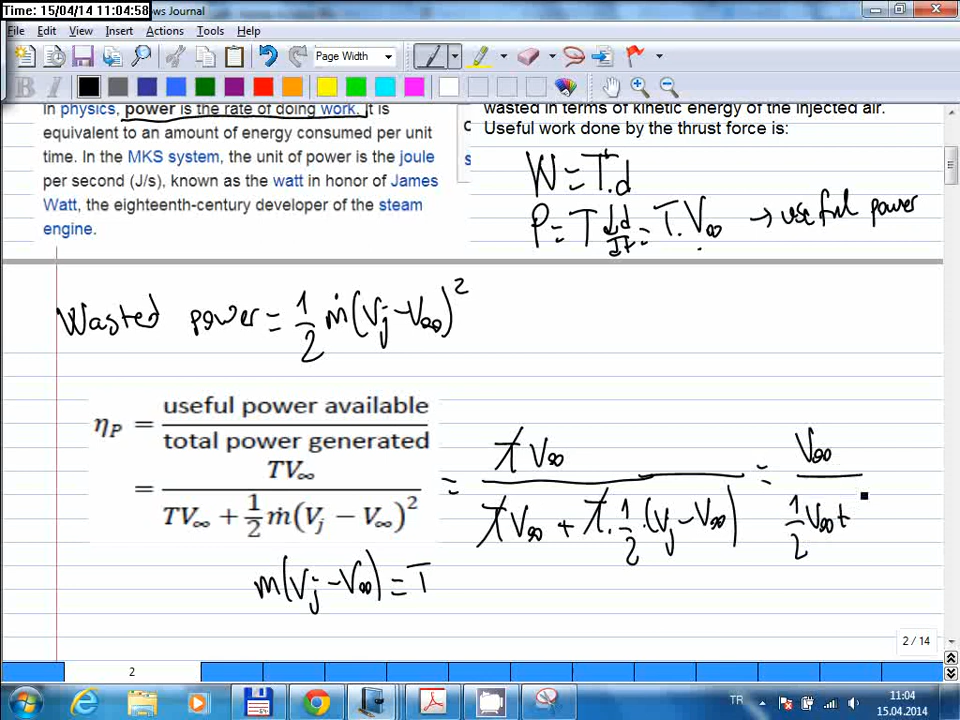 Time: 15/04/14 11:04:58
ws Journal
File Edit View Insert Actions Tools Help
Page Width
In physics, power is the rate of doing work. It is
equivalent to an amount of energy consumed per unit
time. In the MKS system, the unit of power is the joule
per second (J/s), known as the watt in honor of James
Watt, the eighteenth-century developer of the steam
engine.
wasted in terms of kinetic energy of the injected air.
Useful work done by the thrust force is:
W = T.d
P = T dd/dt = T.V∞ → useful power
Wasted power = 1/2 ṁ(Vj − V∞)²
ηP = useful power available / total power generated
= TV∞ / (TV∞ + 1/2 ṁ(Vj − V∞)²) = T V∞ / (T V∞ + T. 1/2 .(Vj − V∞)) = V∞ / (1/2 V∞ +
m(Vj − V∞) = T
2 / 14
2
TR
11:04
15.04.2014